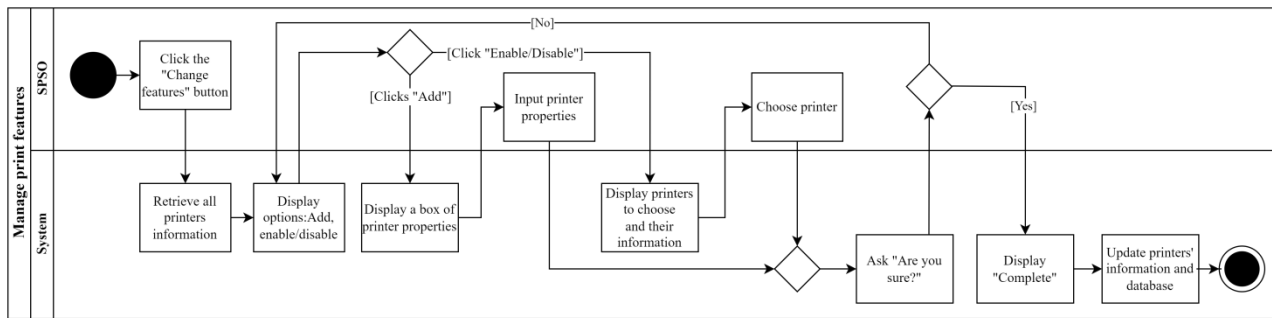 Manage print features
SPSO
System
Click the
"Change
features" button
[No]
[Click "Enable/Disable"]
[Clicks "Add"]
Input printer
properties
Choose printer
[Yes]
Retrieve all
printers
information
Display
options:Add,
enable/disable
Display a box of
printer properties
Display printers
to choose
and their
information
Ask "Are you
sure?"
Display
"Complete"
Update printers'
information and
database